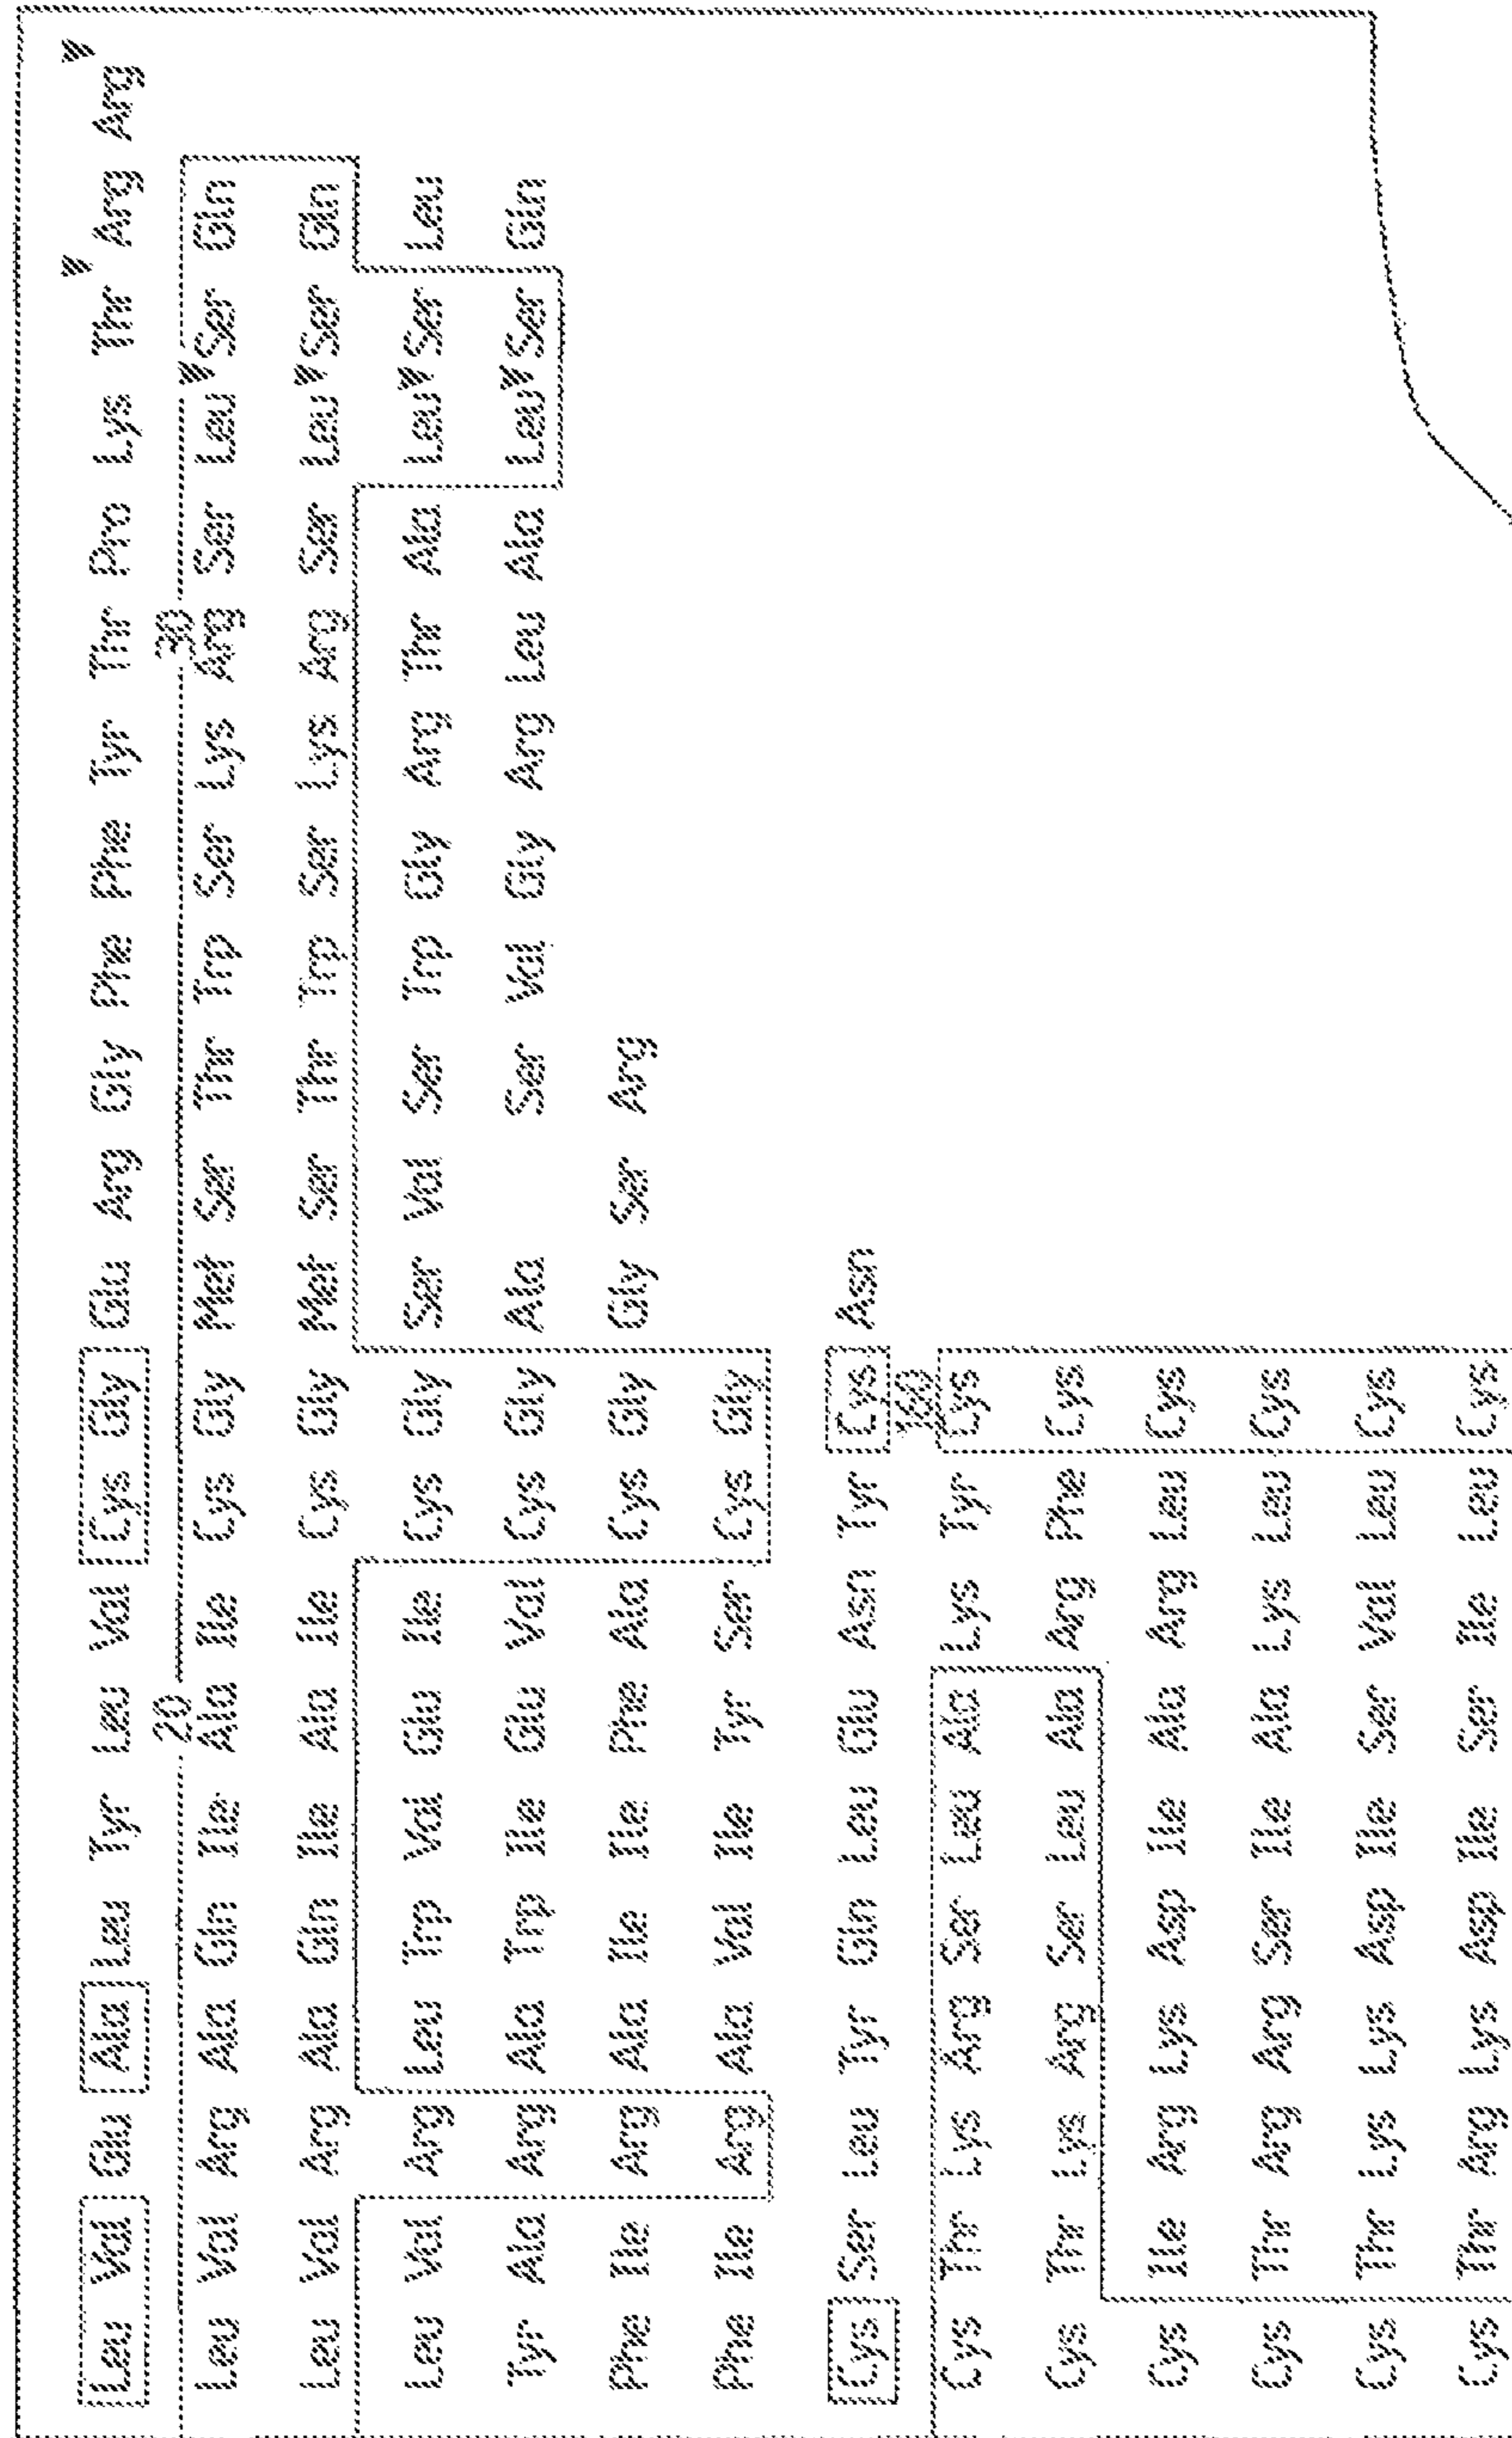 Leu Val Glu Ala Leu Tyr Leu Val Cys Gly Glu Arg Gly Phe Phe Tyr Thr Pro Lys Thr Arg Arg
20 30
Leu Val Arg Ala Gln Ile Ala Ile Cys Gly Met Ser Thr Trp Ser Lys Arg Ser Leu Ser Gln
Leu Val Arg Ala Gln Ile Ala Ile Cys Gly Met Ser Thr Trp Ser Lys Arg Ser Leu Ser Gln
Leu Val Arg Leu Trp Val Glu Ile Cys Gly Ser Val Ser Trp Gly Arg Thr Ala Leu Ser Leu
Tyr Ala Arg Ala Trp Ile Glu Val Cys Gly Ala Ser Val Gly Arg Leu Ala Leu Ser Gln
Phe Ile Arg Ala Ile Ile Phe Ala Cys Gly Gly Ser Arg
Phe Ile Arg Ala Val Ile Tyr Ser Cys Gly
Cys Ser Leu Tyr Gln Leu Glu Asn Tyr Cys Asn
160
Cys Thr Lys Arg Ser Leu Ala Lys Tyr Cys
Cys Thr Lys Arg Ser Leu Ala Arg Phe Cys
Cys Ile Arg Lys Asp Ile Ala Arg Leu Cys
Cys Thr Arg Arg Ser Ile Ala Lys Leu Cys
Cys Thr Lys Lys Asp Ile Ser Val Leu Cys
Cys Thr Arg Lys Asp Ile Ser Ile Leu Cys